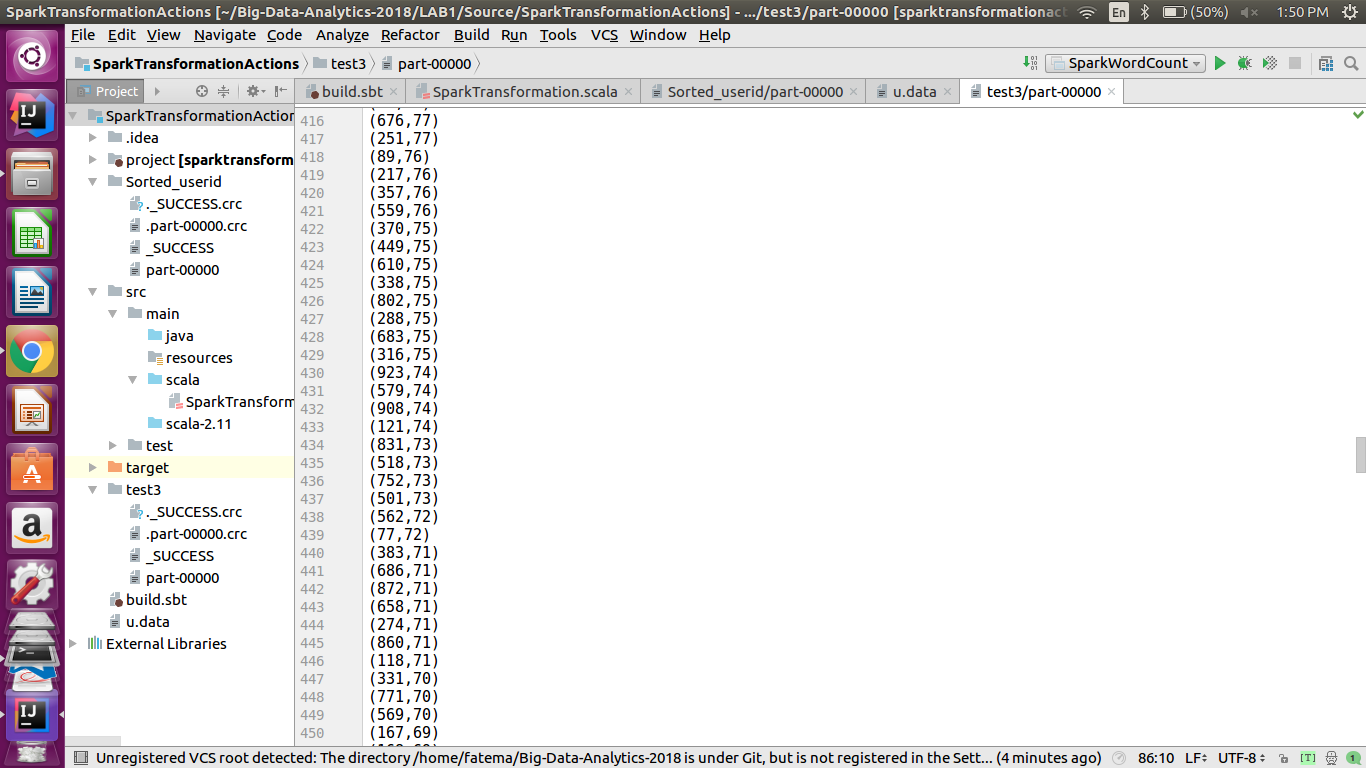 SparkTransformationActions [~/Big-Data-Analytics-2018/LAB1/Source/SparkTransformationActions] - .../test3/part-00000 [sparktransformationact
En
(50%)
1:50 PM
File Edit View Navigate Code Analyze Refactor Build Run Tools VCS Window Help
SparkTransformationActions test3 part-00000
SparkWordCount
Project
build.sbt SparkTransformation.scala Sorted_userid/part-00000 u.data test3/part-00000
SparkTransformationAction
.idea
project [sparktransform
Sorted_userid
._SUCCESS.crc
.part-00000.crc
_SUCCESS
part-00000
src
main
java
resources
scala
SparkTransform
scala-2.11
test
target
test3
._SUCCESS.crc
.part-00000.crc
_SUCCESS
part-00000
build.sbt
u.data
External Libraries
416 (676,77)
417 (251,77)
418 (89,76)
419 (217,76)
420 (357,76)
421 (559,76)
422 (370,75)
423 (449,75)
424 (610,75)
425 (338,75)
426 (802,75)
427 (288,75)
428 (683,75)
429 (316,75)
430 (923,74)
431 (579,74)
432 (908,74)
433 (121,74)
434 (831,73)
435 (518,73)
436 (752,73)
437 (501,73)
438 (562,72)
439 (77,72)
440 (383,71)
441 (686,71)
442 (872,71)
443 (658,71)
444 (274,71)
445 (860,71)
446 (118,71)
447 (331,70)
448 (771,70)
449 (569,70)
450 (167,69)
Unregistered VCS root detected: The directory /home/fatema/Big-Data-Analytics-2018 is under Git, but is not registered in the Sett... (4 minutes ago) 86:10 LF UTF-8 [T] 1